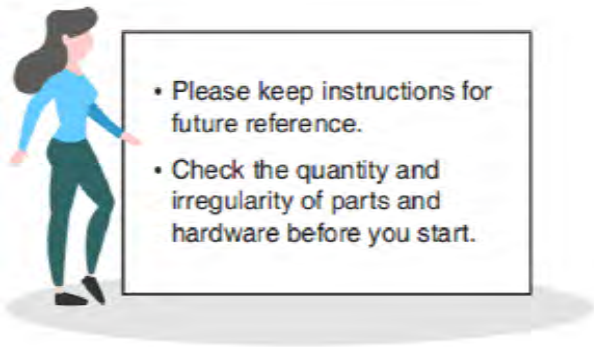 • Please keep instructions for
future reference.
• Check the quantity and
irregularity of parts and
hardware before you start.